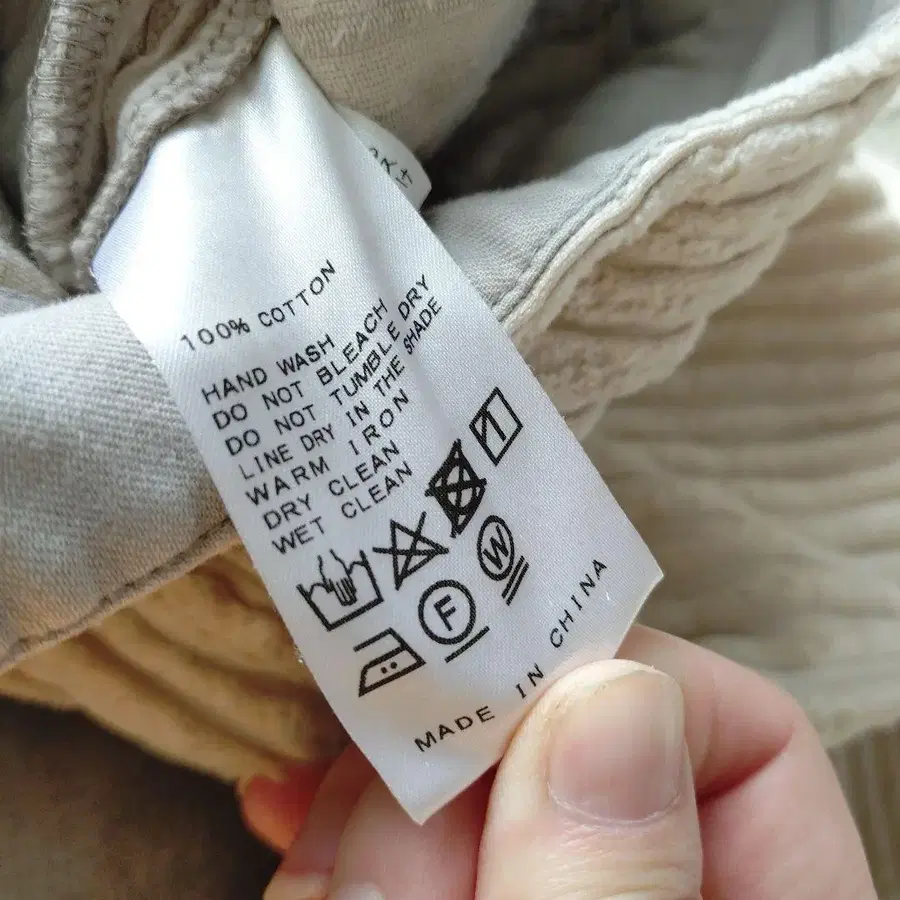 100% COTTON
HAND WASH
DO NOT BLEACH
DO NOT TUMBLE DRY
LINE DRY IN THE SHADE
WARM IRON
DRY CLEAN
WET CLEAN
F
W
MADE IN CHINA